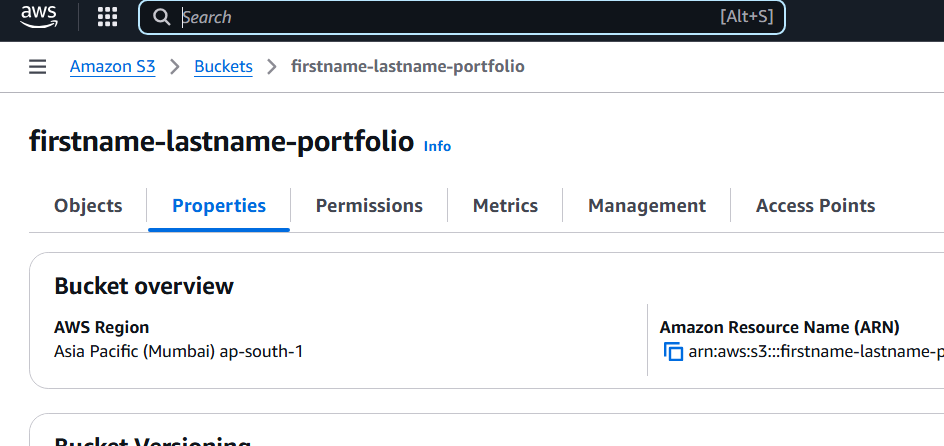 aws
Search [Alt+S]
Amazon S3 > Buckets > firstname-lastname-portfolio
firstname-lastname-portfolio Info
Objects Properties Permissions Metrics Management Access Points
Bucket overview
AWS Region
Asia Pacific (Mumbai) ap-south-1
Amazon Resource Name (ARN)
arn:aws:s3:::firstname-lastname-p
Bucket Versioning